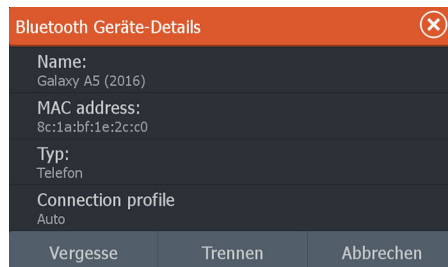 Bluetooth Geräte-Details
Name:
Galaxy A5 (2016)
MAC address:
8c:1a:bf:1e:2c:c0
Typ:
Telefon
Connection profile
Auto
Vergesse Trennen Abbrechen